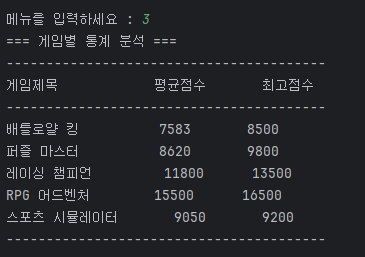 메뉴를 입력하세요 : 3
=== 게임별 통계 분석 ===
----------------------------------------
게임제목 평균점수 최고점수
----------------------------------------
배틀로얄 킹 7583 8500
퍼즐 마스터 8620 9800
레이싱 챔피언 11800 13500
RPG 어드벤처 15500 16500
스포츠 시뮬레이터 9050 9200
----------------------------------------